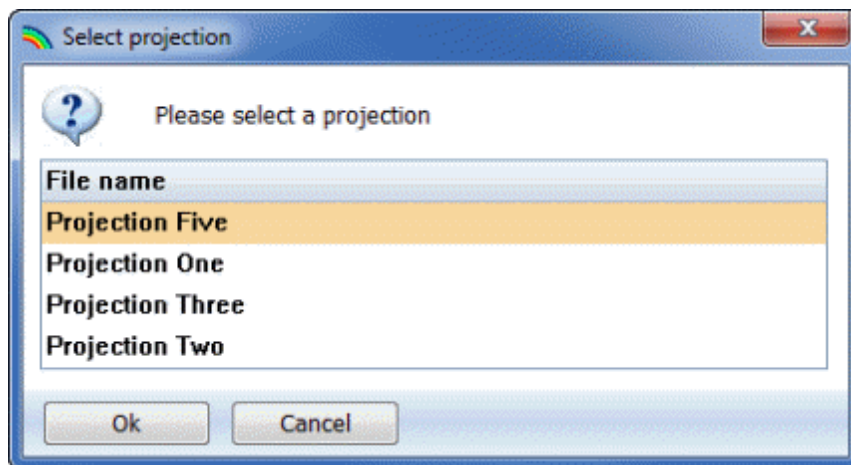 Select projection
Please select a projection
File name
Projection Five
Projection One
Projection Three
Projection Two
Ok Cancel